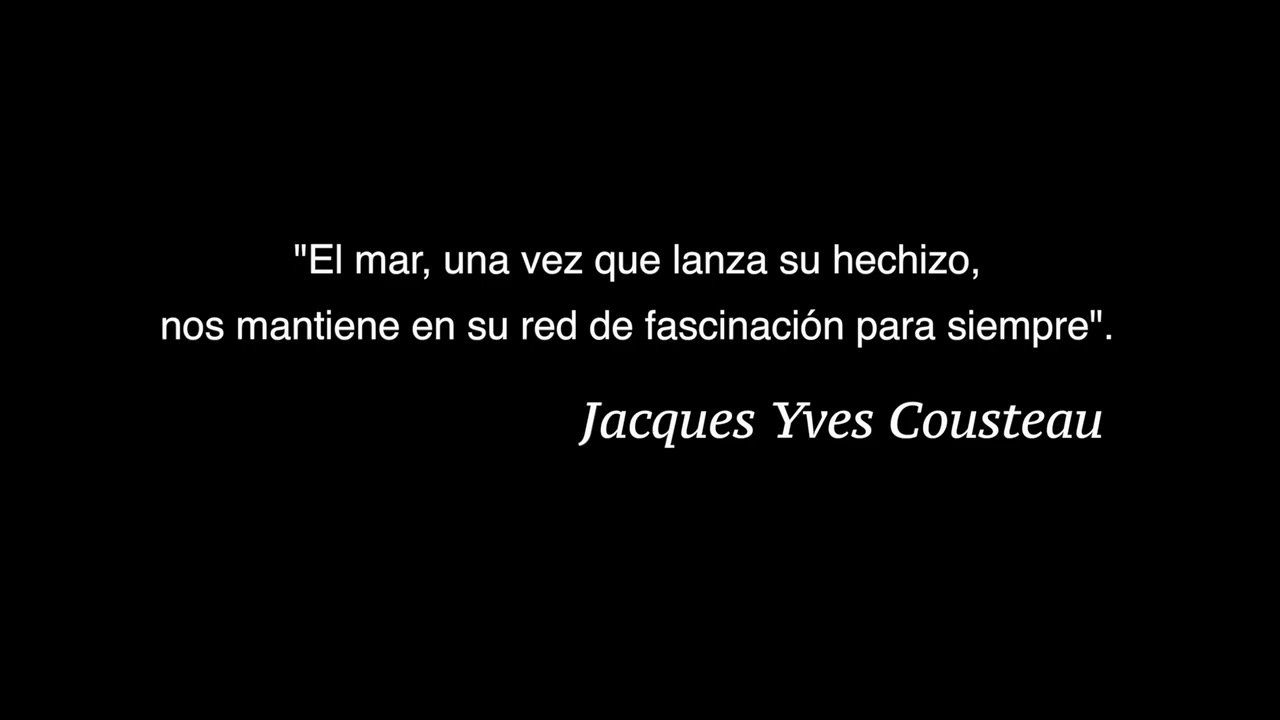 "El mar, una vez que lanza su hechizo,
nos mantiene en su red de fascinación para siempre".
Jacques Yves Cousteau